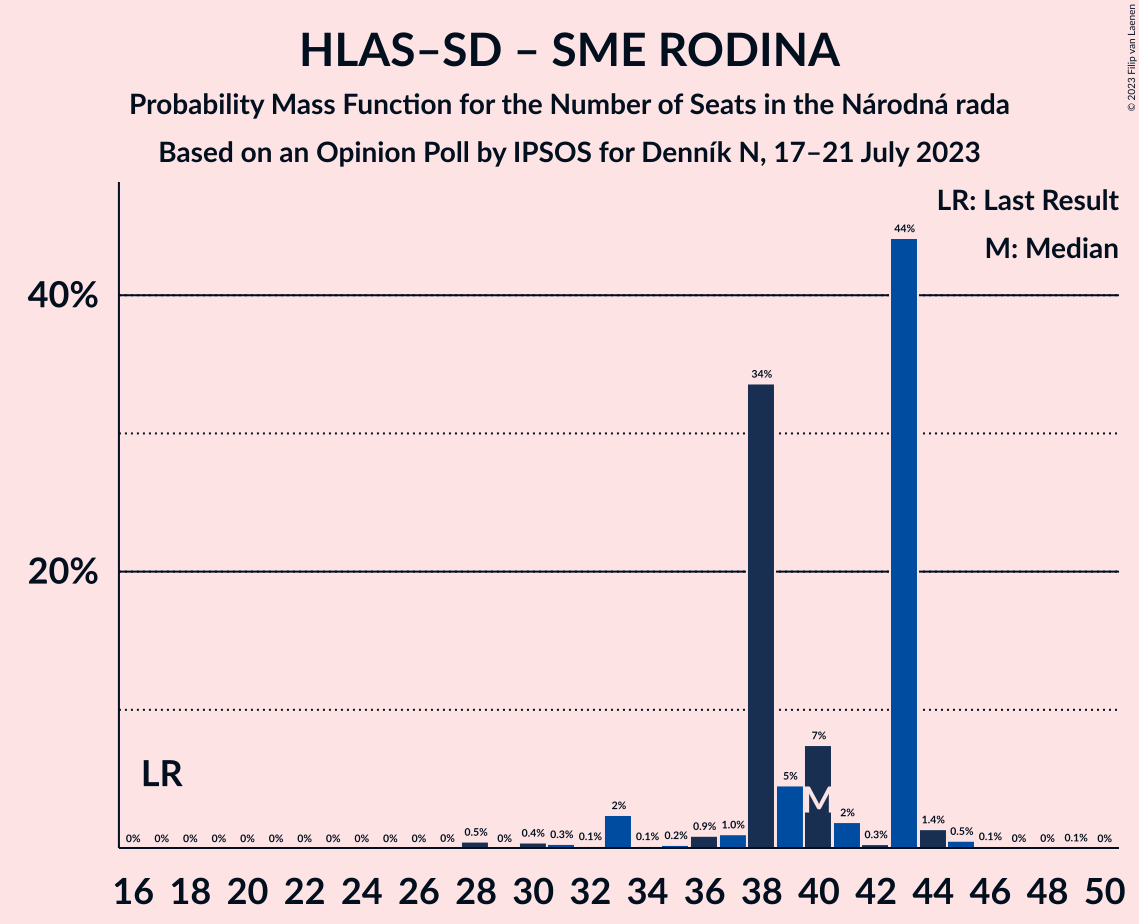 HLAS–SD – SME RODINA
Probability Mass Function for the Number of Seats in the Národná rada
Based on an Opinion Poll by IPSOS for Denník N, 17–21 July 2023
© 2023 Filip van Laenen
LR: Last Result
M: Median
40%
20%
LR
M
0% 0% 0% 0% 0% 0% 0% 0% 0% 0% 0% 0% 0.5% 0% 0.4% 0.3% 0.1% 2% 0.1% 0.2% 0.9% 1.0% 34% 5% 7% 2% 0.3% 44% 1.4% 0.5% 0.1% 0% 0% 0.1% 0%
16 18 20 22 24 26 28 30 32 34 36 38 40 42 44 46 48 50